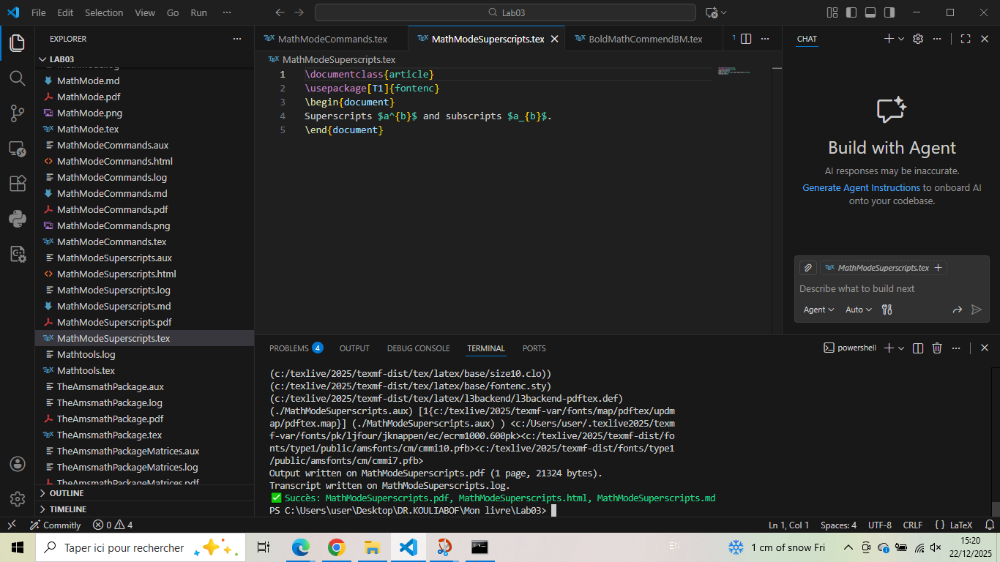 File Edit Selection View Go Run ···
Lab03
EXPLORER ···
LAB03
MathMode.md
MathMode.pdf
MathMode.png
MathMode.tex
MathModeCommands.aux
MathModeCommands.html
MathModeCommands.log
MathModeCommands.md
MathModeCommands.pdf
MathModeCommands.png
MathModeCommands.tex
MathModeSuperscripts.aux
MathModeSuperscripts.html
MathModeSuperscripts.log
MathModeSuperscripts.md
MathModeSuperscripts.pdf
MathModeSuperscripts.tex
Mathtools.log
Mathtools.tex
TheAmsmathPackage.aux
TheAmsmathPackage.log
TheAmsmathPackage.pdf
TheAmsmathPackage.tex
TheAmsmathPackageMatrices.aux
TheAmsmathPackageMatrices.log
TheAmsmathPackageMatrices.pdf
OUTLINE
TIMELINE
TEX MathModeCommands.tex TEX MathModeSuperscripts.tex TEX BoldMathCommendBM.tex
TEX MathModeSuperscripts.tex
1 \documentclass{article}
2 \usepackage[T1]{fontenc}
3 \begin{document}
4 Superscripts $a^{b}$ and subscripts $a_{b}$.
5 \end{document}
CHAT
Build with Agent
AI responses may be inaccurate.
Generate Agent Instructions to onboard AI
onto your codebase.
TEX MathModeSuperscripts.tex +
Describe what to build next
Agent Auto
PROBLEMS 4 OUTPUT DEBUG CONSOLE TERMINAL PORTS
powershell
(c:/texlive/2025/texmf-dist/tex/latex/base/size10.clo))
(c:/texlive/2025/texmf-dist/tex/latex/base/fontenc.sty)
(c:/texlive/2025/texmf-dist/tex/latex/l3backend/l3backend-pdftex.def)
(./MathModeSuperscripts.aux) [1{c:/texlive/2025/texmf-var/fonts/map/pdftex/updm
ap/pdftex.map}] (./MathModeSuperscripts.aux) ) <c:/Users/user/.texlive2025/texm
f-var/fonts/pk/ljfour/jknappen/ec/ecrm1000.600pk><c:/texlive/2025/texmf-dist/fo
nts/type1/public/amsfonts/cm/cmmi10.pfb><c:/texlive/2025/texmf-dist/fonts/type1
/public/amsfonts/cm/cmmi7.pfb>
Output written on MathModeSuperscripts.pdf (1 page, 21324 bytes).
Transcript written on MathModeSuperscripts.log.
✅ Succès: MathModeSuperscripts.pdf, MathModeSuperscripts.html, MathModeSuperscripts.md
PS C:\Users\user\Desktop\DR.KOULIABOF\Mon livre\Lab03>
Commitly 0 4 Ln 1, Col 1 Spaces: 4 UTF-8 CRLF {} LaTeX
Taper ici pour rechercher
EN
1 cm of snow Fri
15:20
22/12/2025